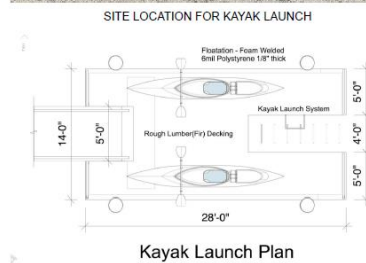 SITE LOCATION FOR KAYAK LAUNCH
Floatation - Foam Welded
6mil Polystyrene 1/8" thick
Kayak Launch System
Rough Lumber(Fir) Decking
14'-0"
5'-0"
5'-0"
4'-0"
5'-0"
28'-0"
Kayak Launch Plan